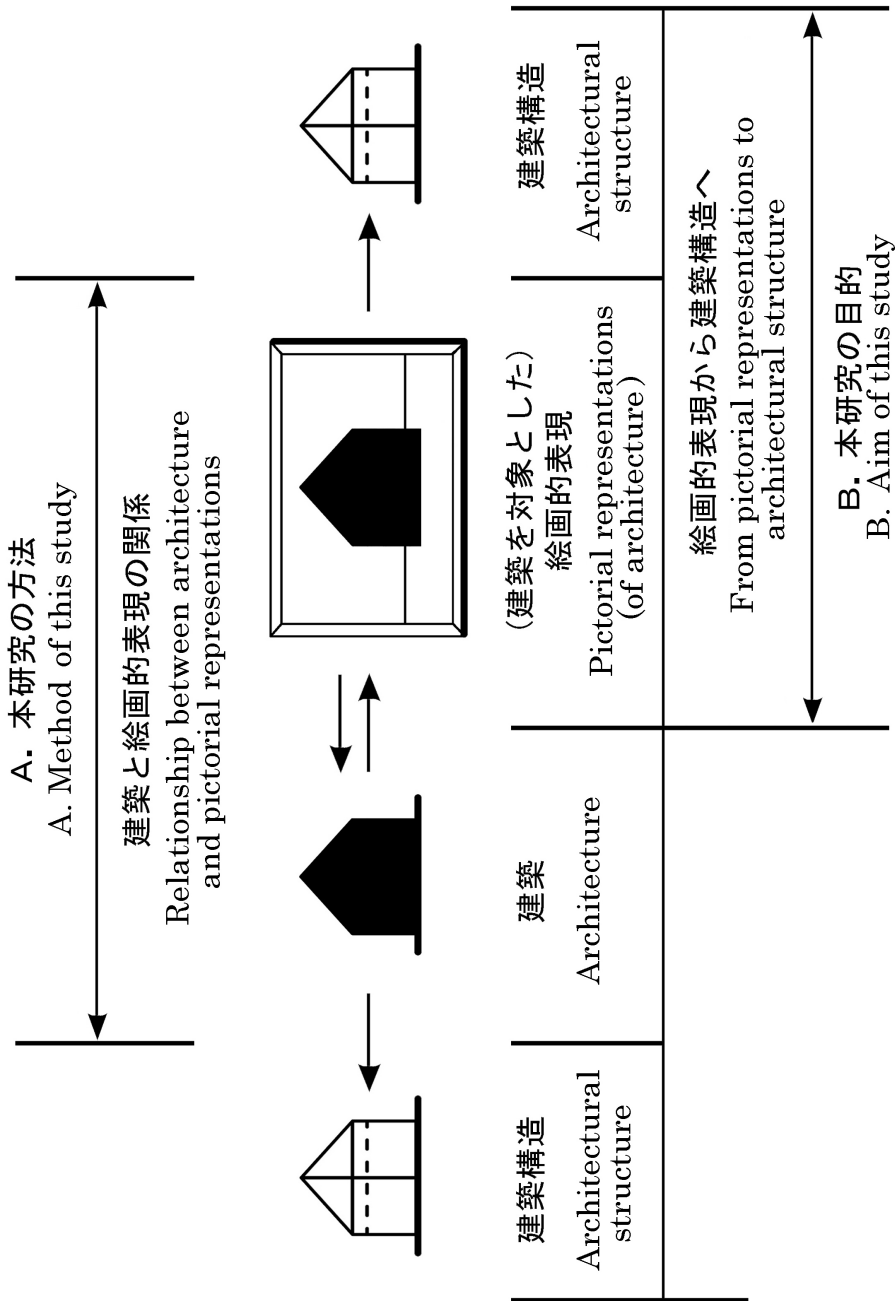 A. 本研究の方法
A. Method of this study
建築と絵画的表現の関係
Relationship between architecture
and pictorial representations
建築構造
Architectural
structure
建築
Architecture
(建築を対象とした)
絵画的表現
Pictorial representations
(of architecture)
建築構造
Architectural
structure
絵画的表現から建築構造へ
From pictorial representations to
architectural structure
B. 本研究の目的
B. Aim of this study